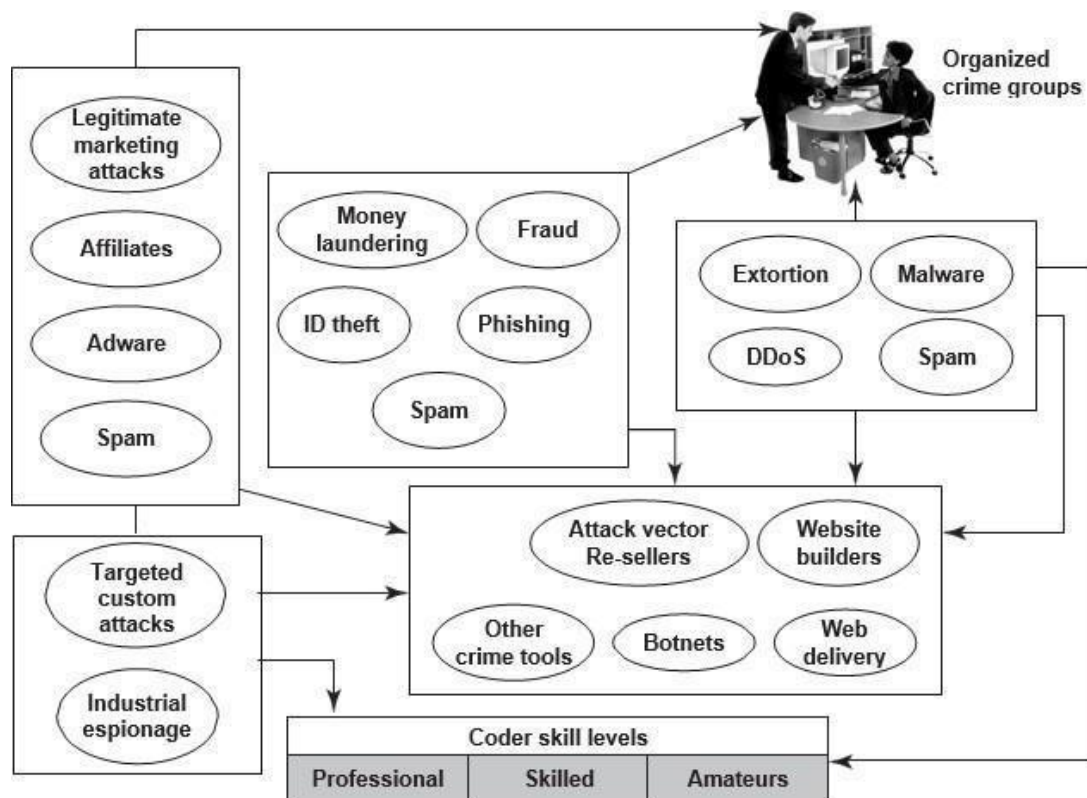 Organized
crime groups
Legitimate
marketing
attacks
Affiliates
Adware
Spam
Money
laundering
Fraud
ID theft
Phishing
Spam
Extortion
Malware
DDoS
Spam
Attack vector
Re-sellers
Website
builders
Other
crime tools
Botnets
Web
delivery
Targeted
custom
attacks
Industrial
espionage
Coder skill levels
Professional
Skilled
Amateurs